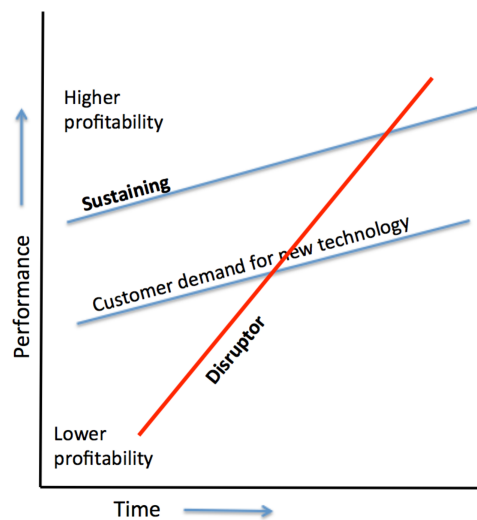 Higher
profitability
Sustaining
Customer demand for new technology
Performance
Disruptor
Lower
profitability
Time